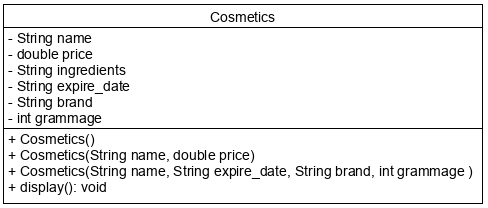 Cosmetics
- String name
- double price
- String ingredients
- String expire_date
- String brand
- int grammage
+ Cosmetics()
+ Cosmetics(String name, double price)
+ Cosmetics(String name, String expire_date, String brand, int grammage )
+ display(): void